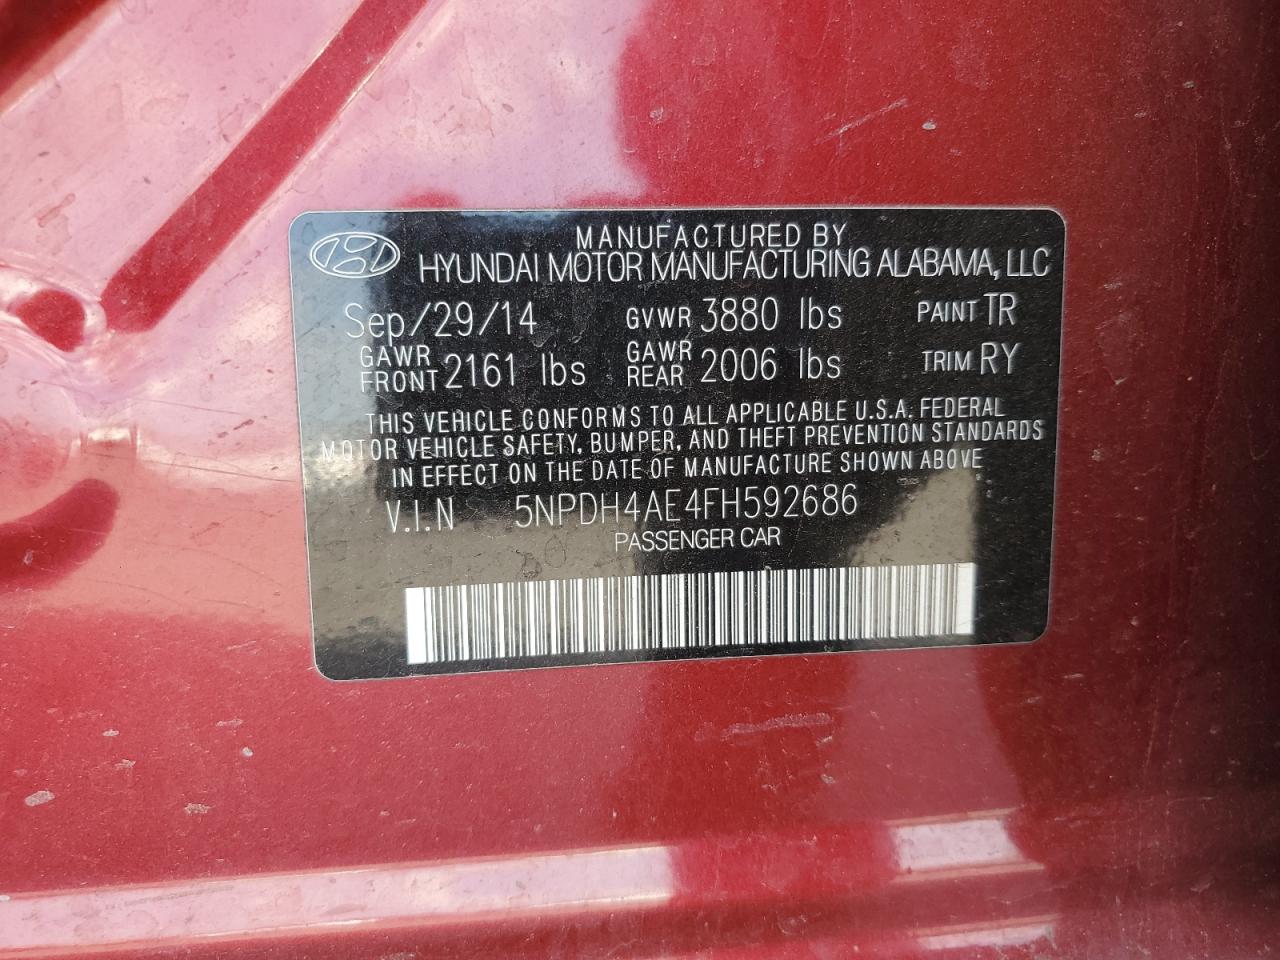 MANUFACTURED BY
HYUNDAI MOTOR MANUFACTURING ALABAMA, LLC
Sep/29/14 GVWR 3880 lbs PAINT TR
GAWR FRONT 2161 lbs GAWR REAR 2006 lbs TRIM RY
THIS VEHICLE CONFORMS TO ALL APPLICABLE U.S.A. FEDERAL
MOTOR VEHICLE SAFETY, BUMPER, AND THEFT PREVENTION STANDARDS
IN EFFECT ON THE DATE OF MANUFACTURE SHOWN ABOVE
V.I.N 5NPDH4AE4FH592686
PASSENGER CAR